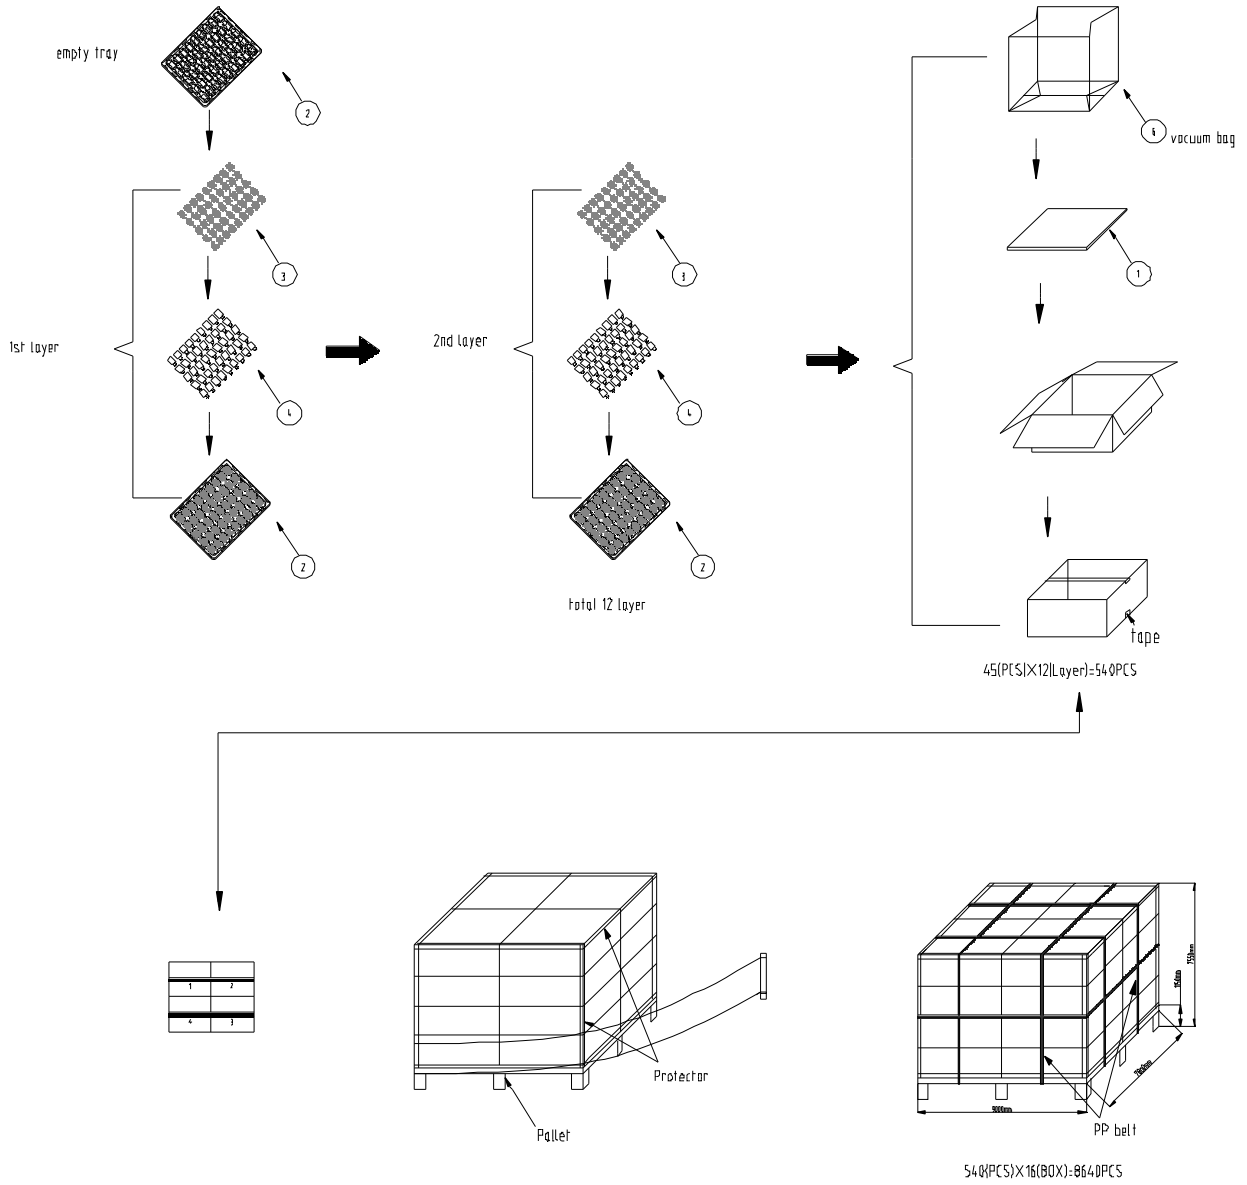 empty tray
2
3
1st layer
4
2
3
2nd layer
4
2
total 12 layer
6
vacuum bag
1
tape
45(PCS)X12(Layer)=540PCS
1 2
4 3
Protector
Pallet
PP belt
540(PCS)X16(BOX)=8640PCS